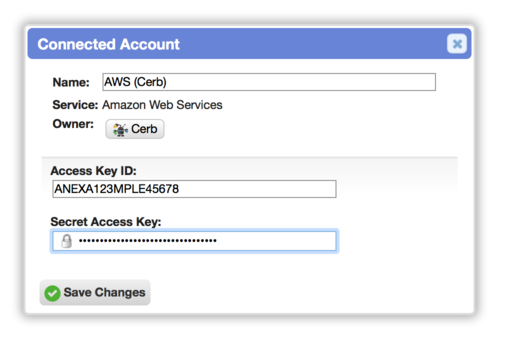 Connected Account
Name: AWS (Cerb)
Service: Amazon Web Services
Owner: Cerb
Access Key ID:
ANEXA123MPLE45678
Secret Access Key:
•••••••••••••••••••••••••••••••••
Save Changes